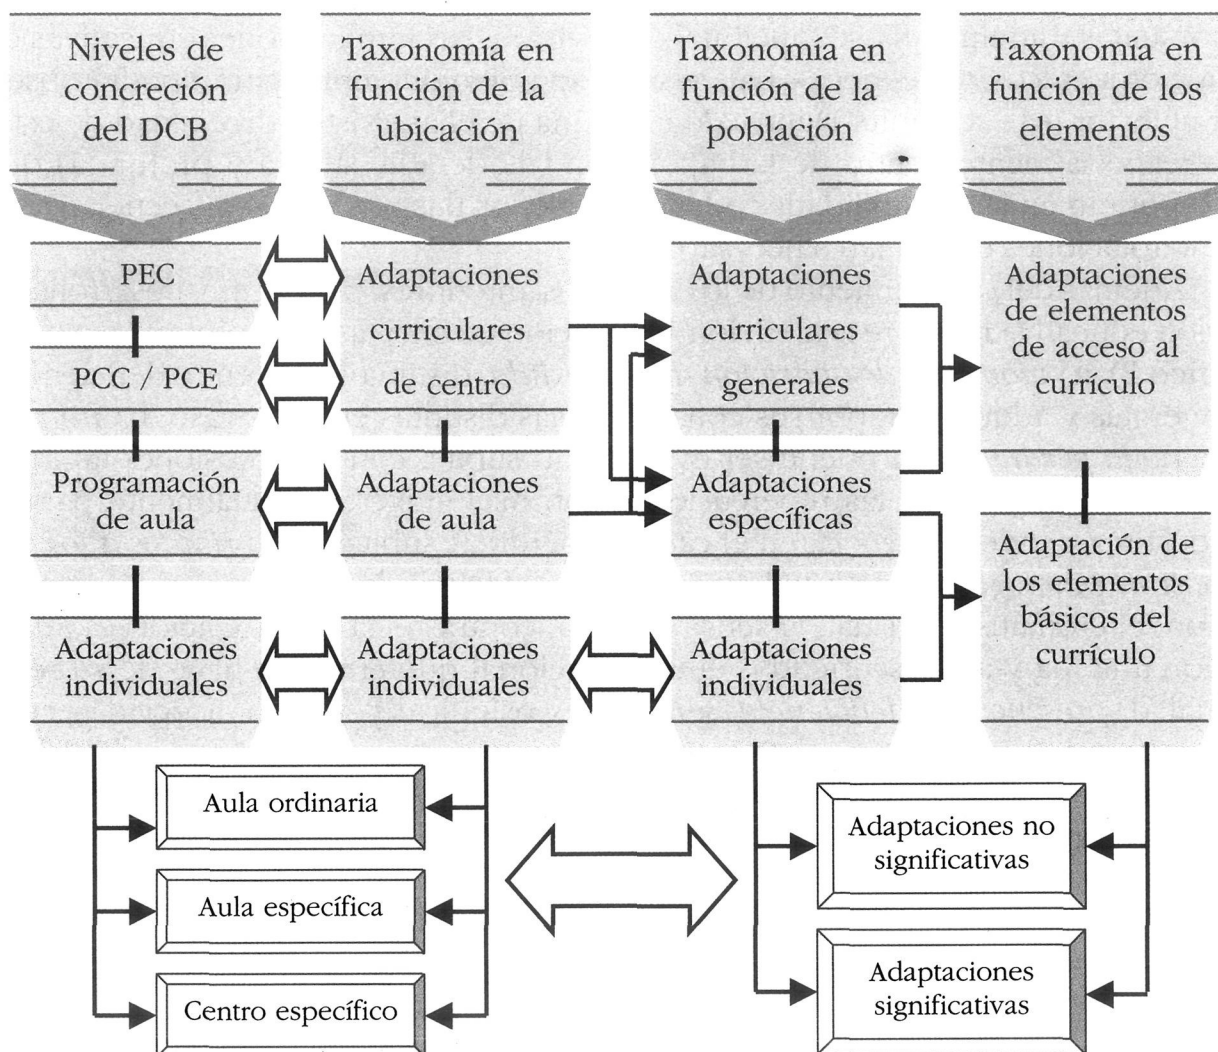 Niveles de
concreción
del DCB
Taxonomía en
función de la
ubicación
Taxonomía en
función de la
población
Taxonomía en
función de los
elementos
PEC
PCC / PCE
Programación
de aula
Adaptaciones
individuales
Adaptaciones
curriculares
de centro
Adaptaciones
de aula
Adaptaciones
individuales
Adaptaciones
curriculares
generales
Adaptaciones
específicas
Adaptaciones
individuales
Adaptaciones
de elementos
de acceso al
currículo
Adaptación de
los elementos
básicos del
currículo
Aula ordinaria
Aula específica
Centro específico
Adaptaciones no
significativas
Adaptaciones
significativas